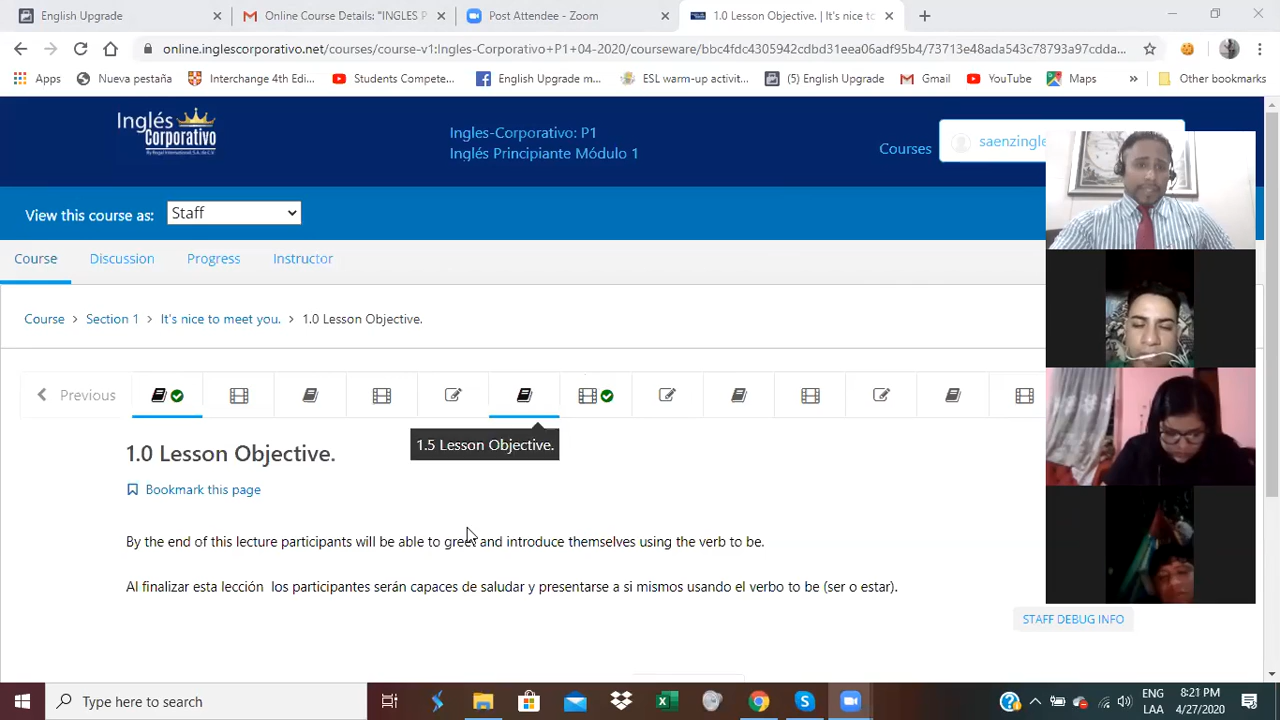 English Upgrade
Online Course Details: "INGLES P
Post Attendee - Zoom
1.0 Lesson Objective. | It's nice to
online.inglescorporativo.net/courses/course-v1:Ingles-Corporativo+P1+04-2020/courseware/bbc4fdc4305942cdbd31eea06adf95b4/73713e48ada543c78793a97cdda...
Apps
Nueva pestaña
Interchange 4th Edi...
Students Compete...
English Upgrade m...
ESL warm-up activit...
(5) English Upgrade
Gmail
YouTube
Maps
»
Other bookmarks
Inglés
Corporativo
By Regal International, S.A. de C.V.
Ingles-Corporativo: P1
Inglés Principiante Módulo 1
Courses
saenzingle
View this course as:
Staff
Course
Discussion
Progress
Instructor
Course > Section 1 > It's nice to meet you. > 1.0 Lesson Objective.
Previous
1.5 Lesson Objective.
1.0 Lesson Objective.
Bookmark this page
By the end of this lecture participants will be able to greet and introduce themselves using the verb to be.
Al finalizar esta lección los participantes serán capaces de saludar y presentarse a si mismos usando el verbo to be (ser o estar).
STAFF DEBUG INFO
Type here to search
ENG
LAA
8:21 PM
4/27/2020